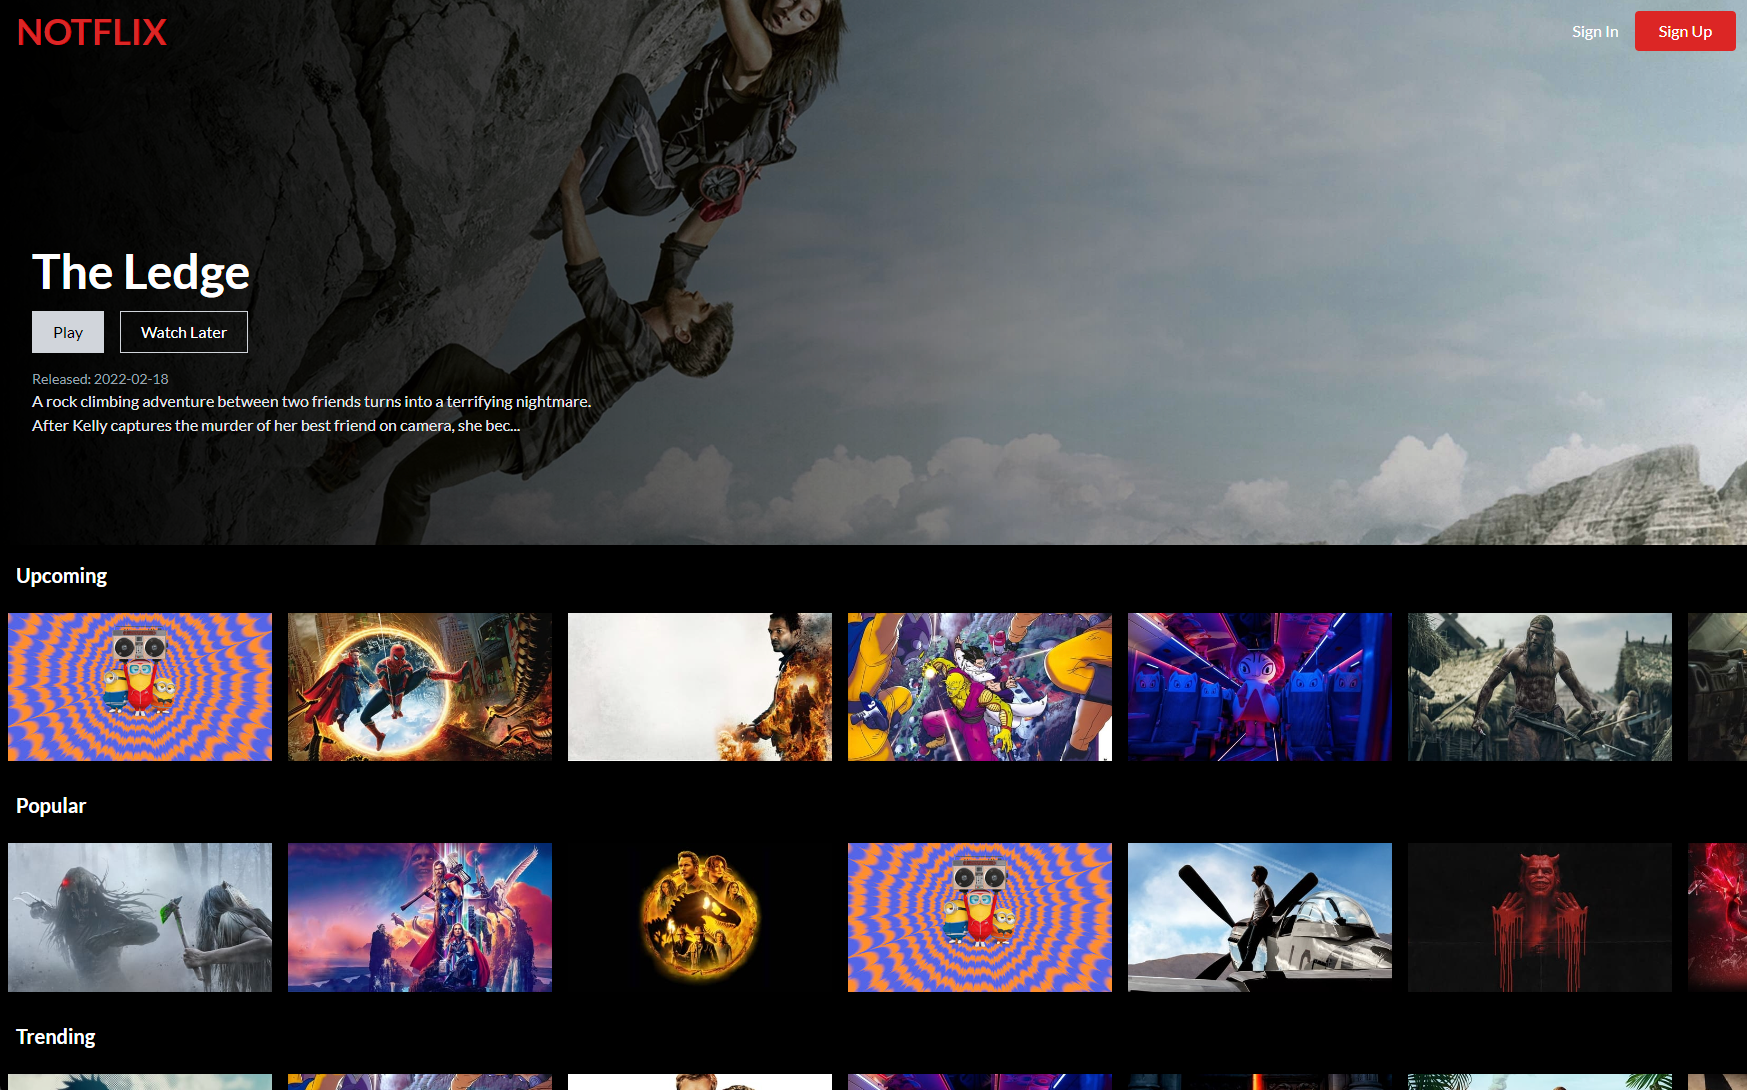 NOTFLIX
Sign In
Sign Up
The Ledge
Play
Watch Later
Released: 2022-02-18
A rock climbing adventure between two friends turns into a terrifying nightmare.
After Kelly captures the murder of her best friend on camera, she bec...
Upcoming
Popular
Trending